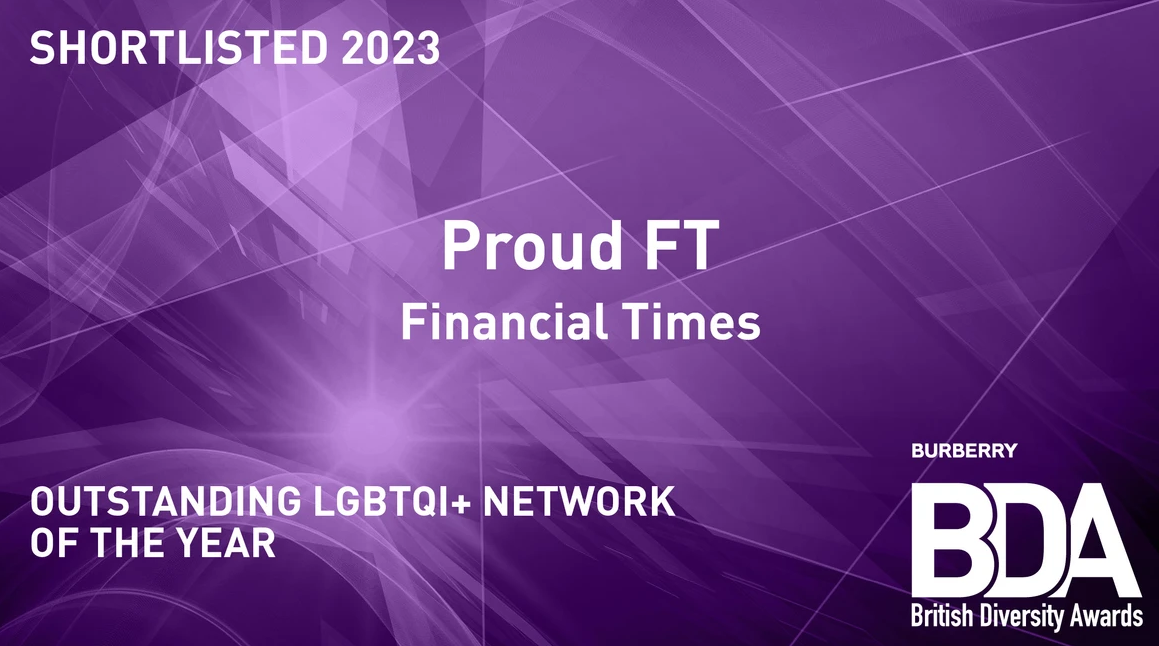 SHORTLISTED 2023
Proud FT
Financial Times
OUTSTANDING LGBTQI+ NETWORK
OF THE YEAR
BURBERRY
BDA
British Diversity Awards